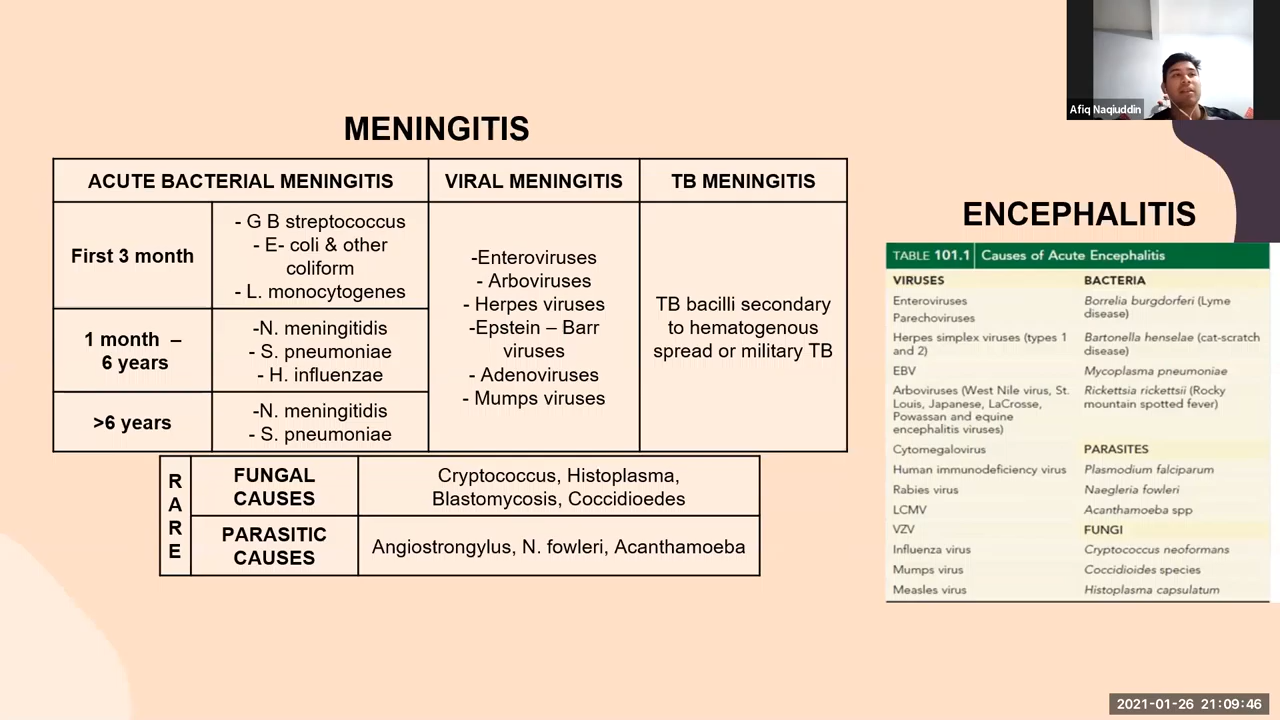 Afiq Naqiuddin
MENINGITIS
ACUTE BACTERIAL MENINGITIS
VIRAL MENINGITIS
TB MENINGITIS
First 3 month
- G B streptococcus
- E- coli & other
coliform
- L. monocytogenes
1 month –
6 years
-N. meningitidis
- S. pneumoniae
- H. influenzae
>6 years
-N. meningitidis
- S. pneumoniae
-Enteroviruses
- Arboviruses
- Herpes viruses
-Epstein – Barr
viruses
- Adenoviruses
- Mumps viruses
TB bacilli secondary
to hematogenous
spread or military TB
RARE
FUNGAL
CAUSES
Cryptococcus, Histoplasma,
Blastomycosis, Coccidioedes
PARASITIC
CAUSES
Angiostrongylus, N. fowleri, Acanthamoeba
ENCEPHALITIS
TABLE 101.1 Causes of Acute Encephalitis
VIRUSES
Enteroviruses
Parechoviruses
Herpes simplex viruses (types 1
and 2)
EBV
Arboviruses (West Nile virus, St.
Louis, Japanese, LaCrosse,
Powassan and equine
encephalitis viruses)
Cytomegalovirus
Human immunodeficiency virus
Rabies virus
LCMV
VZV
Influenza virus
Mumps virus
Measles virus
BACTERIA
Borrelia burgdorferi (Lyme
disease)
Bartonella henselae (cat-scratch
disease)
Mycoplasma pneumoniae
Rickettsia rickettsii (Rocky
mountain spotted fever)
PARASITES
Plasmodium falciparum
Naegleria fowleri
Acanthamoeba spp
FUNGI
Cryptococcus neoformans
Coccidioides species
Histoplasma capsulatum
2021-01-26 21:09:46